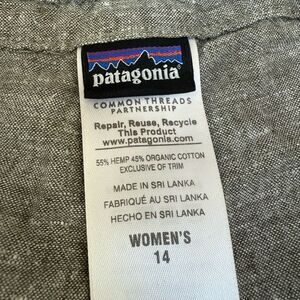 patagonia
COMMON THREADS
PARTNERSHIP
Repair, Reuse, Recycle
This Product
www.patagonia.com
55% HEMP 45% ORGANIC COTTON
EXCLUSIVE OF TRIM
MADE IN SRI LANKA
FABRIQUÉ AU SRI LANKA
HECHO EN SRI LANKA
WOMEN'S
14